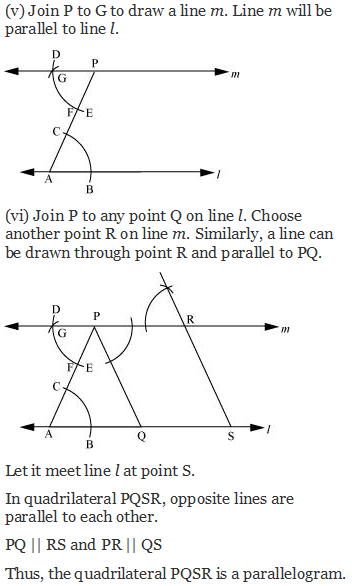 (v) Join P to G to draw a line m. Line m will be
parallel to line l.
D
P
G
m
F
E
C
A
B
l
(vi) Join P to any point Q on line l. Choose
another point R on line m. Similarly, a line can
be drawn through point R and parallel to PQ.
D
P
R
G
m
F
E
C
A
B
Q
S
l
Let it meet line l at point S.
In quadrilateral PQSR, opposite lines are
parallel to each other.
PQ || RS and PR || QS
Thus, the quadrilateral PQSR is a parallelogram.